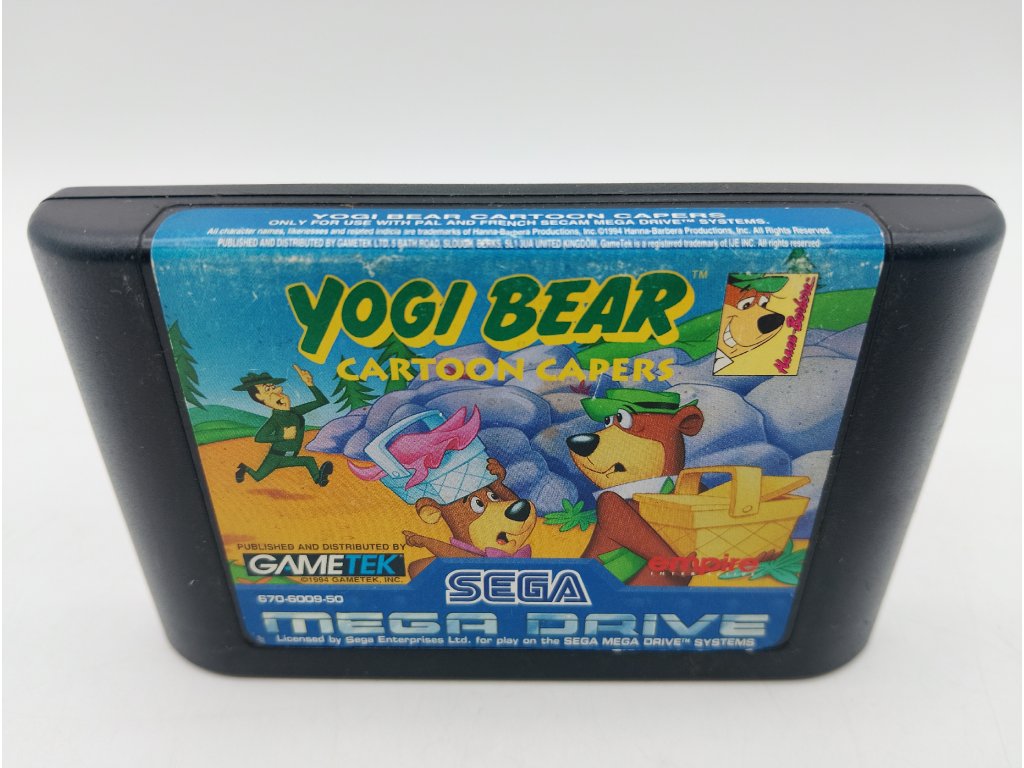 YOGI BEAR CARTOON CAPERS
ONLY FOR USE WITH PAL AND FRENCH SECAM MEGA DRIVE™ SYSTEMS.
All character names, likenesses and related indicia are trademarks of Hanna-Barbera Productions, Inc. ©1994 Hanna-Barbera Productions, Inc. All Rights Reserved.
PUBLISHED AND DISTRIBUTED BY GAMETEK LTD. 5 BATH ROAD, SLOUGH, BERKS, SL1 3UA UNITED KINGDOM. GameTek is a registered trademark of IJE INC. All rights reserved
YOGI BEAR™
CARTOON CAPERS
Hanna-Barbera™
PUBLISHED AND DISTRIBUTED BY
GAMETEK
©1994 GAMETEK, INC.
empire
670-6009-50
SEGA
MEGA DRIVE
Licensed by Sega Enterprises Ltd. for play on the SEGA MEGA DRIVE™ SYSTEMS